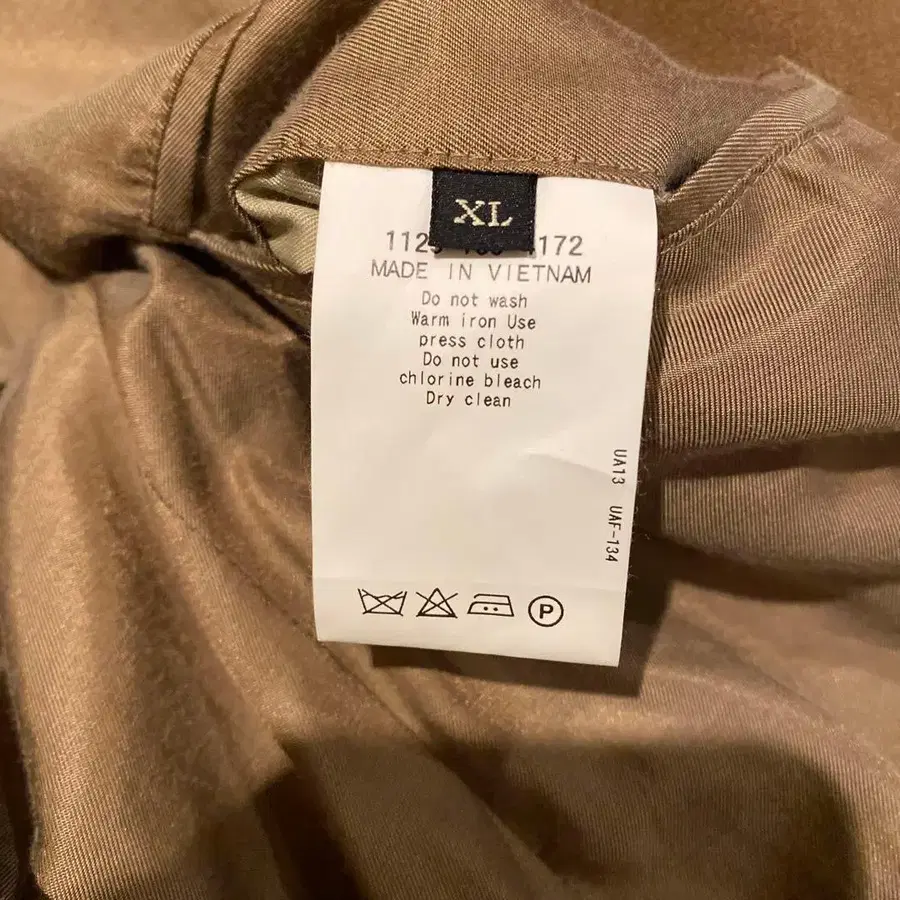 XL
4172
MADE IN VIETNAM
Do not wash
Warm iron Use
press cloth
Do not use
chlorine bleach
Dry clean
UA13 UAF-134
P